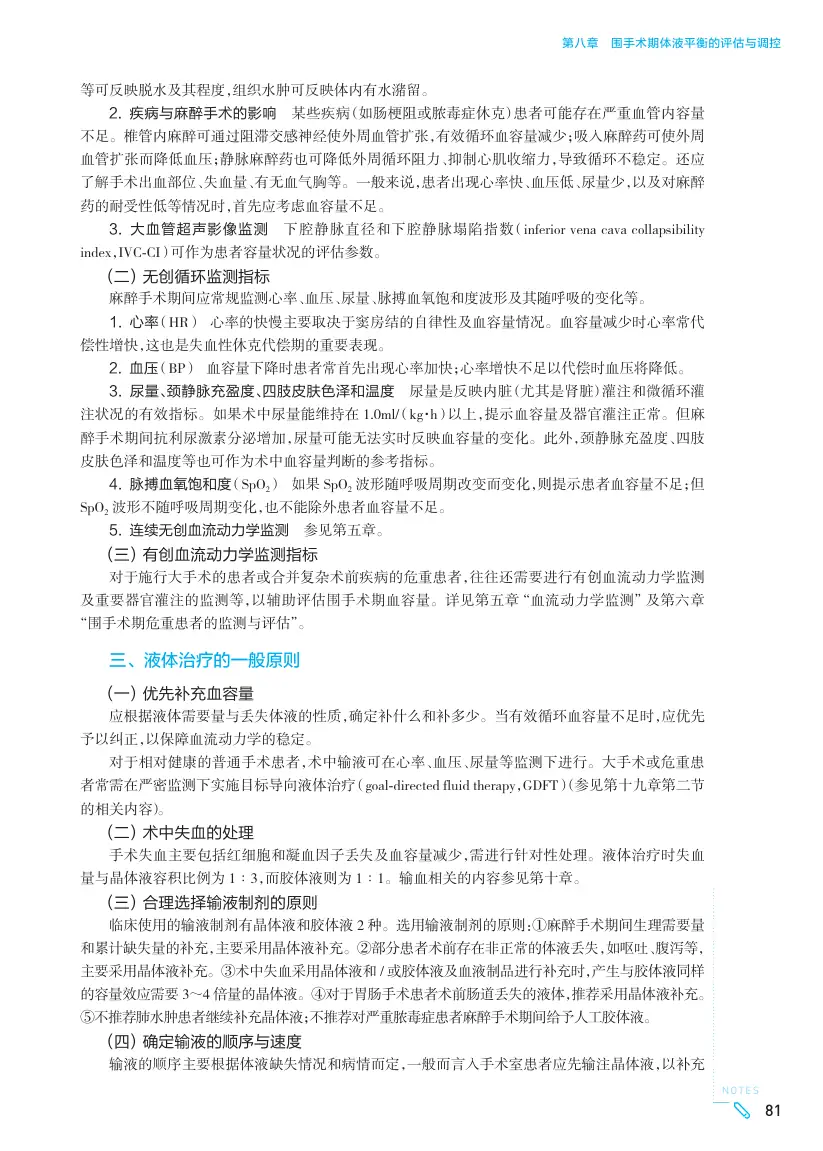 第八章 围手术期体液平衡的评估与调控
等可反映脱水及其程度,组织水肿可反映体内有水潴留。
2. 疾病与麻醉手术的影响 某些疾病(如肠梗阻或脓毒症休克)患者可能存在严重血管内容量
不足。椎管内麻醉可通过阻滞交感神经使外周血管扩张,有效循环血容量减少;吸入麻醉药可使外周
血管扩张而降低血压;静脉麻醉药也可降低外周循环阻力、抑制心肌收缩力,导致循环不稳定。还应
了解手术出血部位、失血量、有无血气胸等。一般来说,患者出现心率快、血压低、尿量少,以及对麻醉
药的耐受性低等情况时,首先应考虑血容量不足。
3. 大血管超声影像监测 下腔静脉直径和下腔静脉塌陷指数(inferior vena cava collapsibility
index,IVC-CI)可作为患者容量状况的评估参数。
(二)无创循环监测指标
麻醉手术期间应常规监测心率、血压、尿量、脉搏血氧饱和度波形及其随呼吸的变化等。
1. 心率(HR) 心率的快慢主要取决于窦房结的自律性及血容量情况。血容量减少时心率常代
偿性增快,这也是失血性休克代偿期的重要表现。
2. 血压(BP) 血容量下降时患者常首先出现心率加快;心率增快不足以代偿时血压将降低。
3. 尿量、颈静脉充盈度、四肢皮肤色泽和温度 尿量是反映内脏(尤其是肾脏)灌注和微循环灌
注状况的有效指标。如果术中尿量能维持在 1.0ml/(kg·h)以上,提示血容量及器官灌注正常。但麻
醉手术期间抗利尿激素分泌增加,尿量可能无法实时反映血容量的变化。此外,颈静脉充盈度、四肢
皮肤色泽和温度等也可作为术中血容量判断的参考指标。
4. 脉搏血氧饱和度(SpO₂) 如果 SpO₂ 波形随呼吸周期改变而变化,则提示患者血容量不足;但
SpO₂ 波形不随呼吸周期变化,也不能除外患者血容量不足。
5. 连续无创血流动力学监测 参见第五章。
(三)有创血流动力学监测指标
对于施行大手术的患者或合并复杂术前疾病的危重患者,往往还需要进行有创血流动力学监测
及重要器官灌注的监测等,以辅助评估围手术期血容量。详见第五章“血流动力学监测”及第六章
“围手术期危重患者的监测与评估”。
三、液体治疗的一般原则
(一)优先补充血容量
应根据液体需要量与丢失体液的性质,确定补什么和补多少。当有效循环血容量不足时,应优先
予以纠正,以保障血流动力学的稳定。
对于相对健康的普通手术患者,术中输液可在心率、血压、尿量等监测下进行。大手术或危重患
者常需在严密监测下实施目标导向液体治疗(goal-directed fluid therapy,GDFT)(参见第十九章第二节
的相关内容)。
(二)术中失血的处理
手术失血主要包括红细胞和凝血因子丢失及血容量减少,需进行针对性处理。液体治疗时失血
量与晶体液容积比例为 1∶3,而胶体液则为 1∶1。输血相关的内容参见第十章。
(三)合理选择输液制剂的原则
临床使用的输液制剂有晶体液和胶体液 2 种。选用输液制剂的原则:①麻醉手术期间生理需要量
和累计缺失量的补充,主要采用晶体液补充。②部分患者术前存在非正常的体液丢失,如呕吐、腹泻等,
主要采用晶体液补充。③术中失血采用晶体液和 / 或胶体液及血液制品进行补充时,产生与胶体液同样
的容量效应需要 3~4 倍量的晶体液。④对于胃肠手术患者术前肠道丢失的液体,推荐采用晶体液补充。
⑤不推荐肺水肿患者继续补充晶体液;不推荐对严重脓毒症患者麻醉手术期间给予人工胶体液。
(四)确定输液的顺序与速度
输液的顺序主要根据体液缺失情况和病情而定,一般而言入手术室患者应先输注晶体液,以补充
NOTES
81